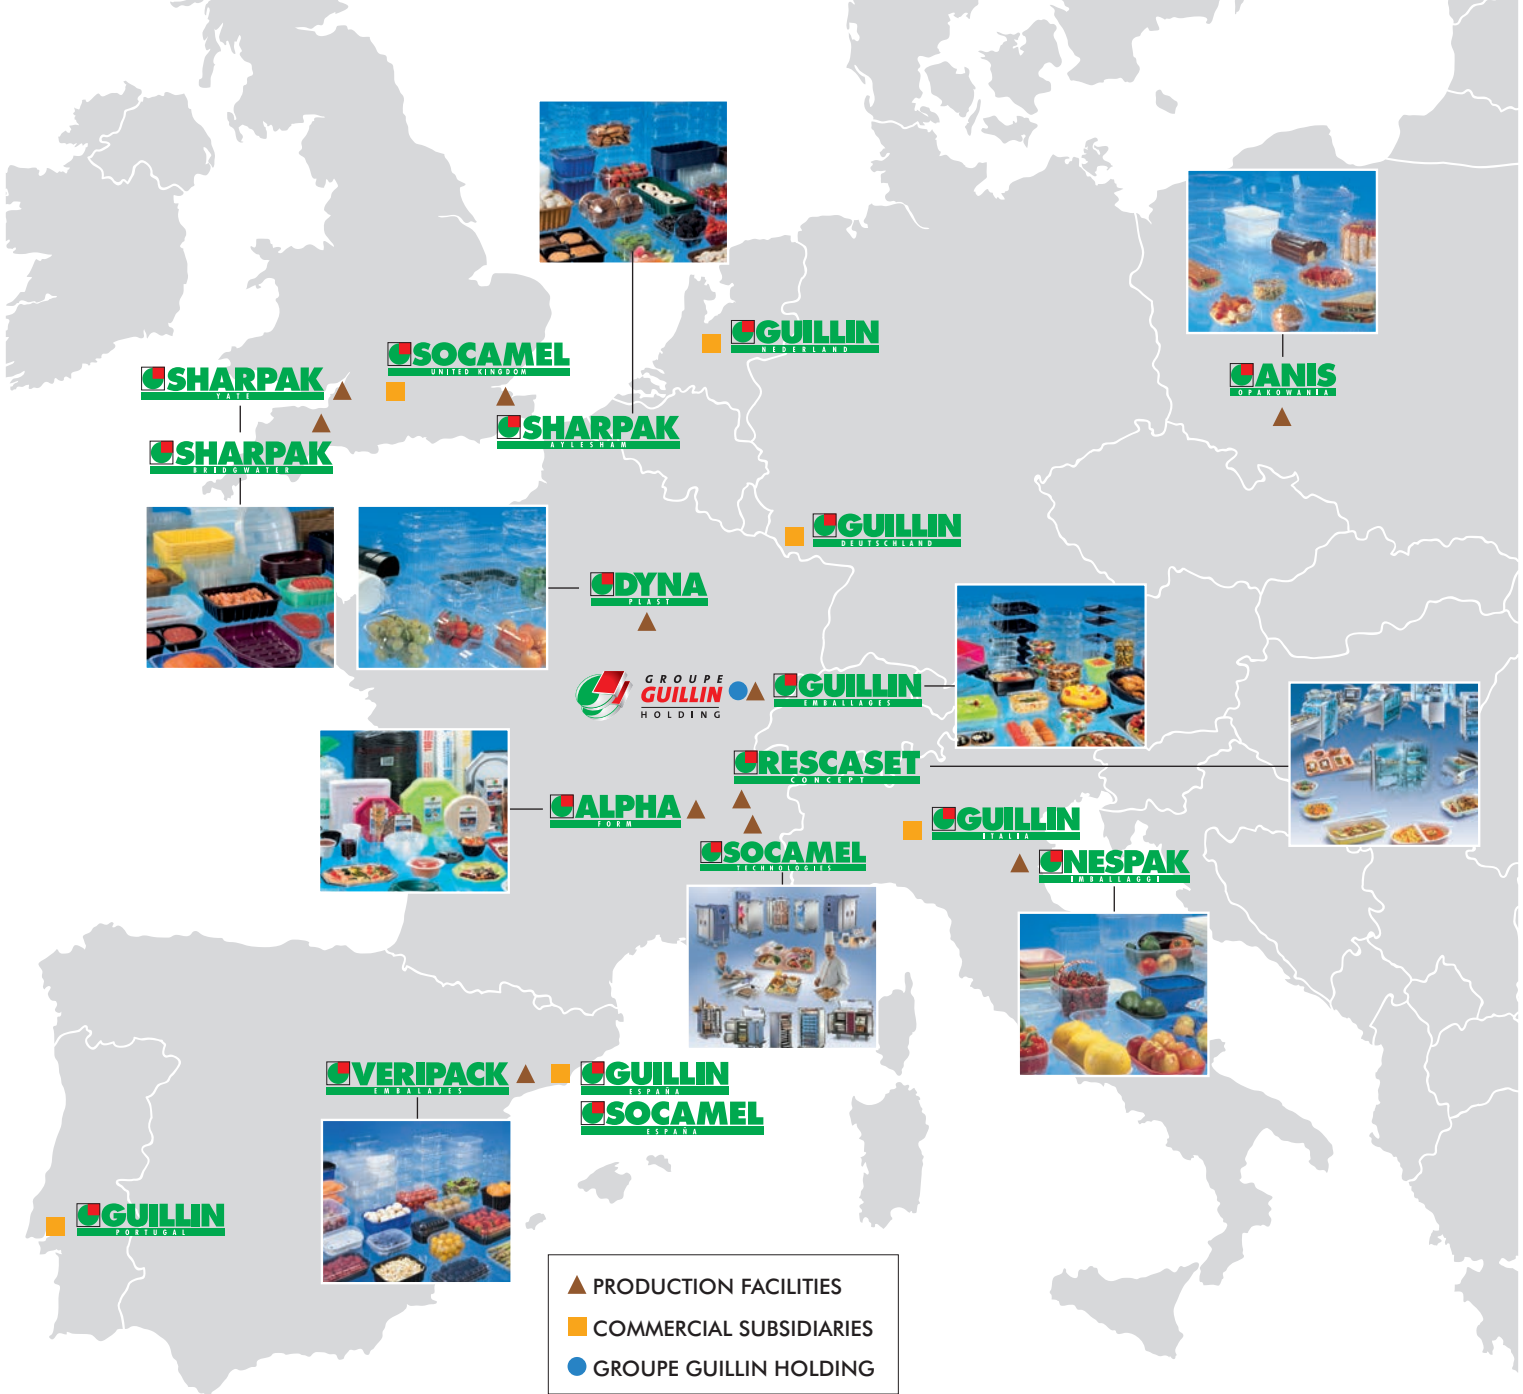 GUILLIN
NEDERLAND
SOCAMEL
UNITED KINGDOM
SHARPAK
YATE
ANIS
OPAKOWANIA
SHARPAK
AYLESHAM
SHARPAK
BRIDGWATER
GUILLIN
DEUTSCHLAND
DYNA
PLAST
GROUPE
GUILLIN
HOLDING
GUILLIN
EMBALLAGES
RESCASET
CONCEPT
ALPHA
FORM
GUILLIN
ITALIA
SOCAMEL
TECHNOLOGIES
NESPAK
IMBALLAGGI
VERIPACK
EMBALAJES
GUILLIN
ESPAÑA
SOCAMEL
ESPAÑA
GUILLIN
PORTUGAL
PRODUCTION FACILITIES
COMMERCIAL SUBSIDIARIES
GROUPE GUILLIN HOLDING